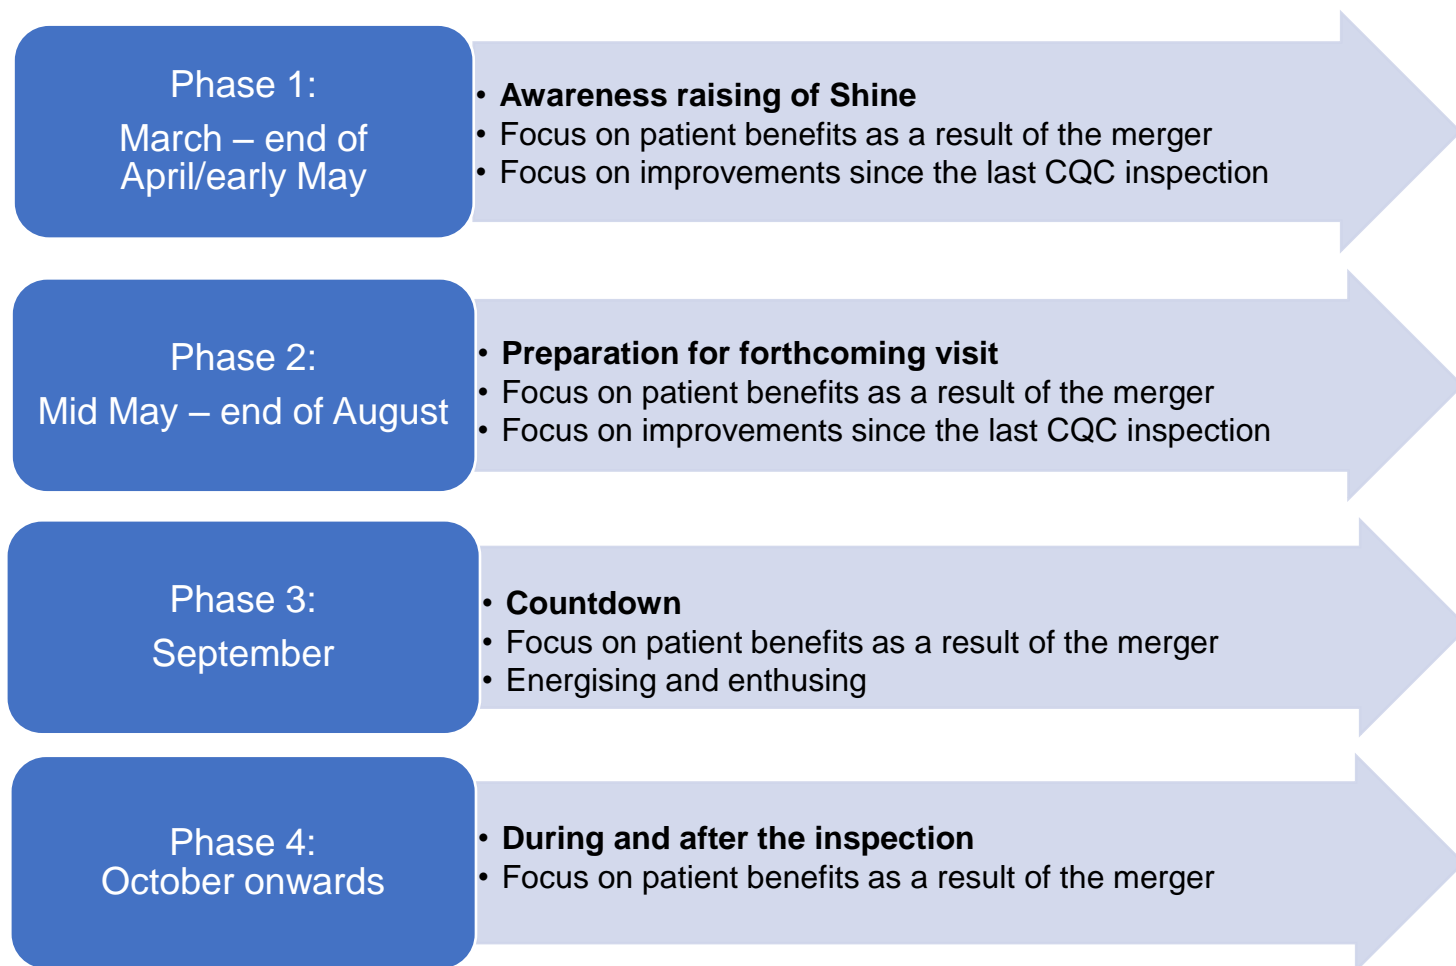 Phase 1:
March – end of
April/early May
• Awareness raising of Shine
• Focus on patient benefits as a result of the merger
• Focus on improvements since the last CQC inspection
Phase 2:
Mid May – end of August
• Preparation for forthcoming visit
• Focus on patient benefits as a result of the merger
• Focus on improvements since the last CQC inspection
Phase 3:
September
• Countdown
• Focus on patient benefits as a result of the merger
• Energising and enthusing
Phase 4:
October onwards
• During and after the inspection
• Focus on patient benefits as a result of the merger